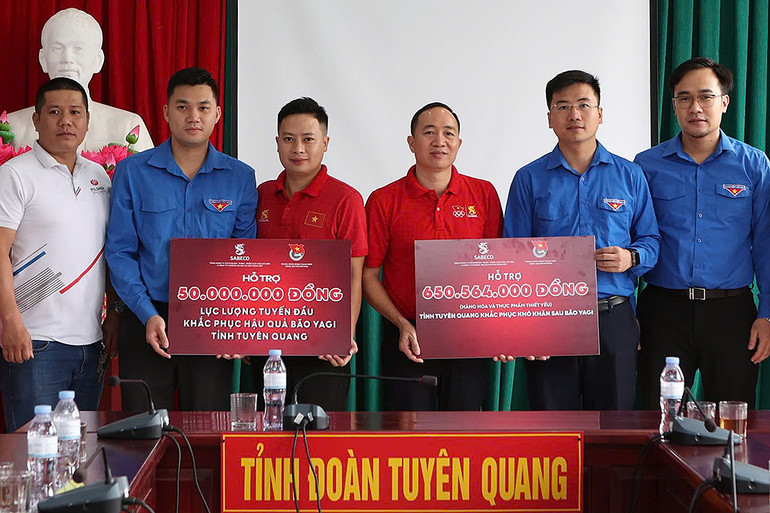 SABECO
HỖ TRỢ
50.000.000 ĐỒNG
LỰC LƯỢNG TUYẾN ĐẦU
KHẮC PHỤC HẬU QUẢ BÃO YAGI
TỈNH TUYÊN QUANG
SABECO
HỖ TRỢ
650.564.000 ĐỒNG
(HÀNG HÓA VÀ THỰC PHẨM THIẾT YẾU)
TỈNH TUYÊN QUANG KHẮC PHỤC KHÓ KHĂN SAU BÃO YAGI
TỈNH ĐOÀN TUYÊN QUANG